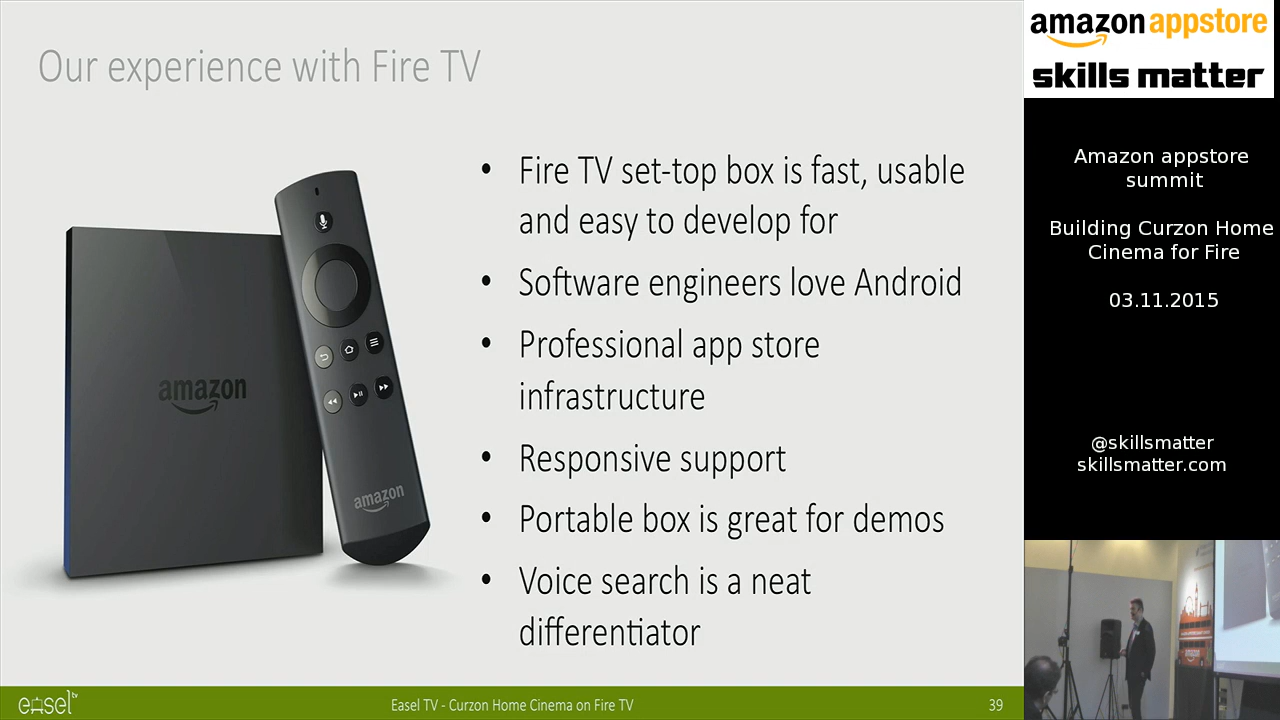 Our experience with Fire TV
• Fire TV set-top box is fast, usable
and easy to develop for
• Software engineers love Android
• Professional app store
infrastructure
• Responsive support
• Portable box is great for demos
• Voice search is a neat
differentiator
amazon
amazon
easel tv
Easel TV - Curzon Home Cinema on Fire TV
39
amazon appstore
skills matter
Amazon appstore
summit
Building Curzon Home
Cinema for Fire
03.11.2015
@skillsmatter
skillsmatter.com